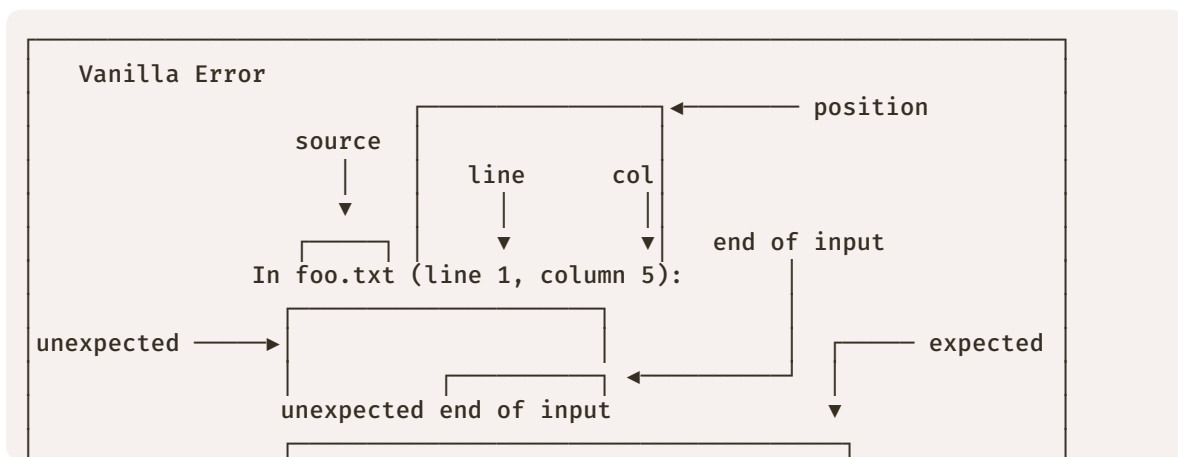 Vanilla Error
position
source
line col
end of input
In foo.txt (line 1, column 5):
unexpected expected
unexpected end of input